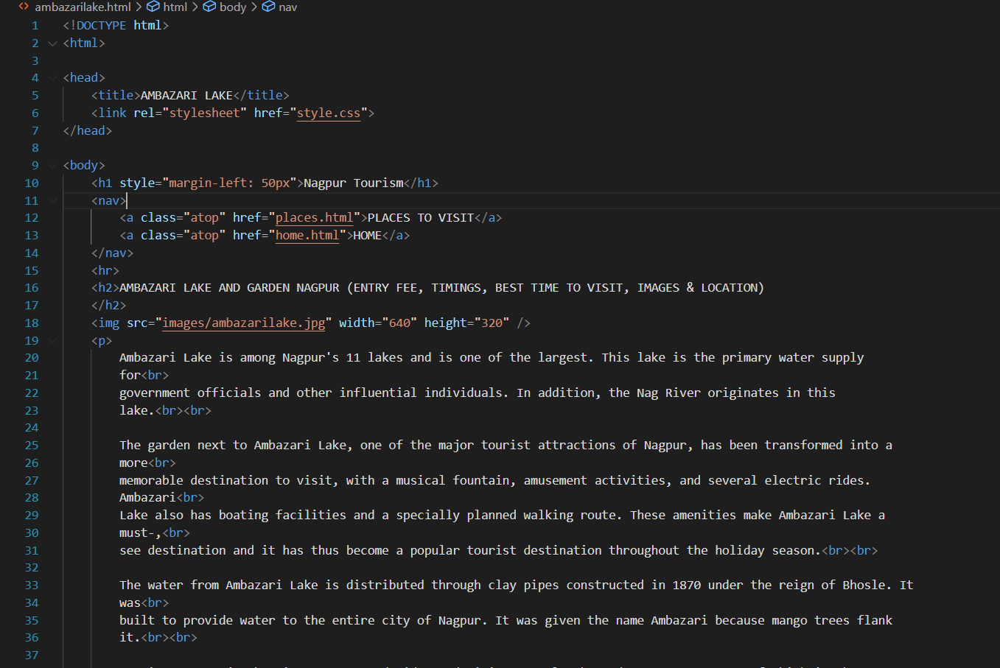 ambazarilake.html > html > body > nav
1 <!DOCTYPE html>
2 <html>
3
4 <head>
5 <title>AMBAZARI LAKE</title>
6 <link rel="stylesheet" href="style.css">
7 </head>
8
9 <body>
10 <h1 style="margin-left: 50px">Nagpur Tourism</h1>
11 <nav>
12 <a class="atop" href="places.html">PLACES TO VISIT</a>
13 <a class="atop" href="home.html">HOME</a>
14 </nav>
15 <hr>
16 <h2>AMBAZARI LAKE AND GARDEN NAGPUR (ENTRY FEE, TIMINGS, BEST TIME TO VISIT, IMAGES & LOCATION)
17 </h2>
18 <img src="images/ambazarilake.jpg" width="640" height="320" />
19 <p>
20 Ambazari Lake is among Nagpur's 11 lakes and is one of the largest. This lake is the primary water supply
21 for<br>
22 government officials and other influential individuals. In addition, the Nag River originates in this
23 lake.<br><br>
24
25 The garden next to Ambazari Lake, one of the major tourist attractions of Nagpur, has been transformed into a
26 more<br>
27 memorable destination to visit, with a musical fountain, amusement activities, and several electric rides.
28 Ambazari<br>
29 Lake also has boating facilities and a specially planned walking route. These amenities make Ambazari Lake a
30 must-,<br>
31 see destination and it has thus become a popular tourist destination throughout the holiday season.<br><br>
32
33 The water from Ambazari Lake is distributed through clay pipes constructed in 1870 under the reign of Bhosle. It
34 was<br>
35 built to provide water to the entire city of Nagpur. It was given the name Ambazari because mango trees flank
36 it.<br><br>
37